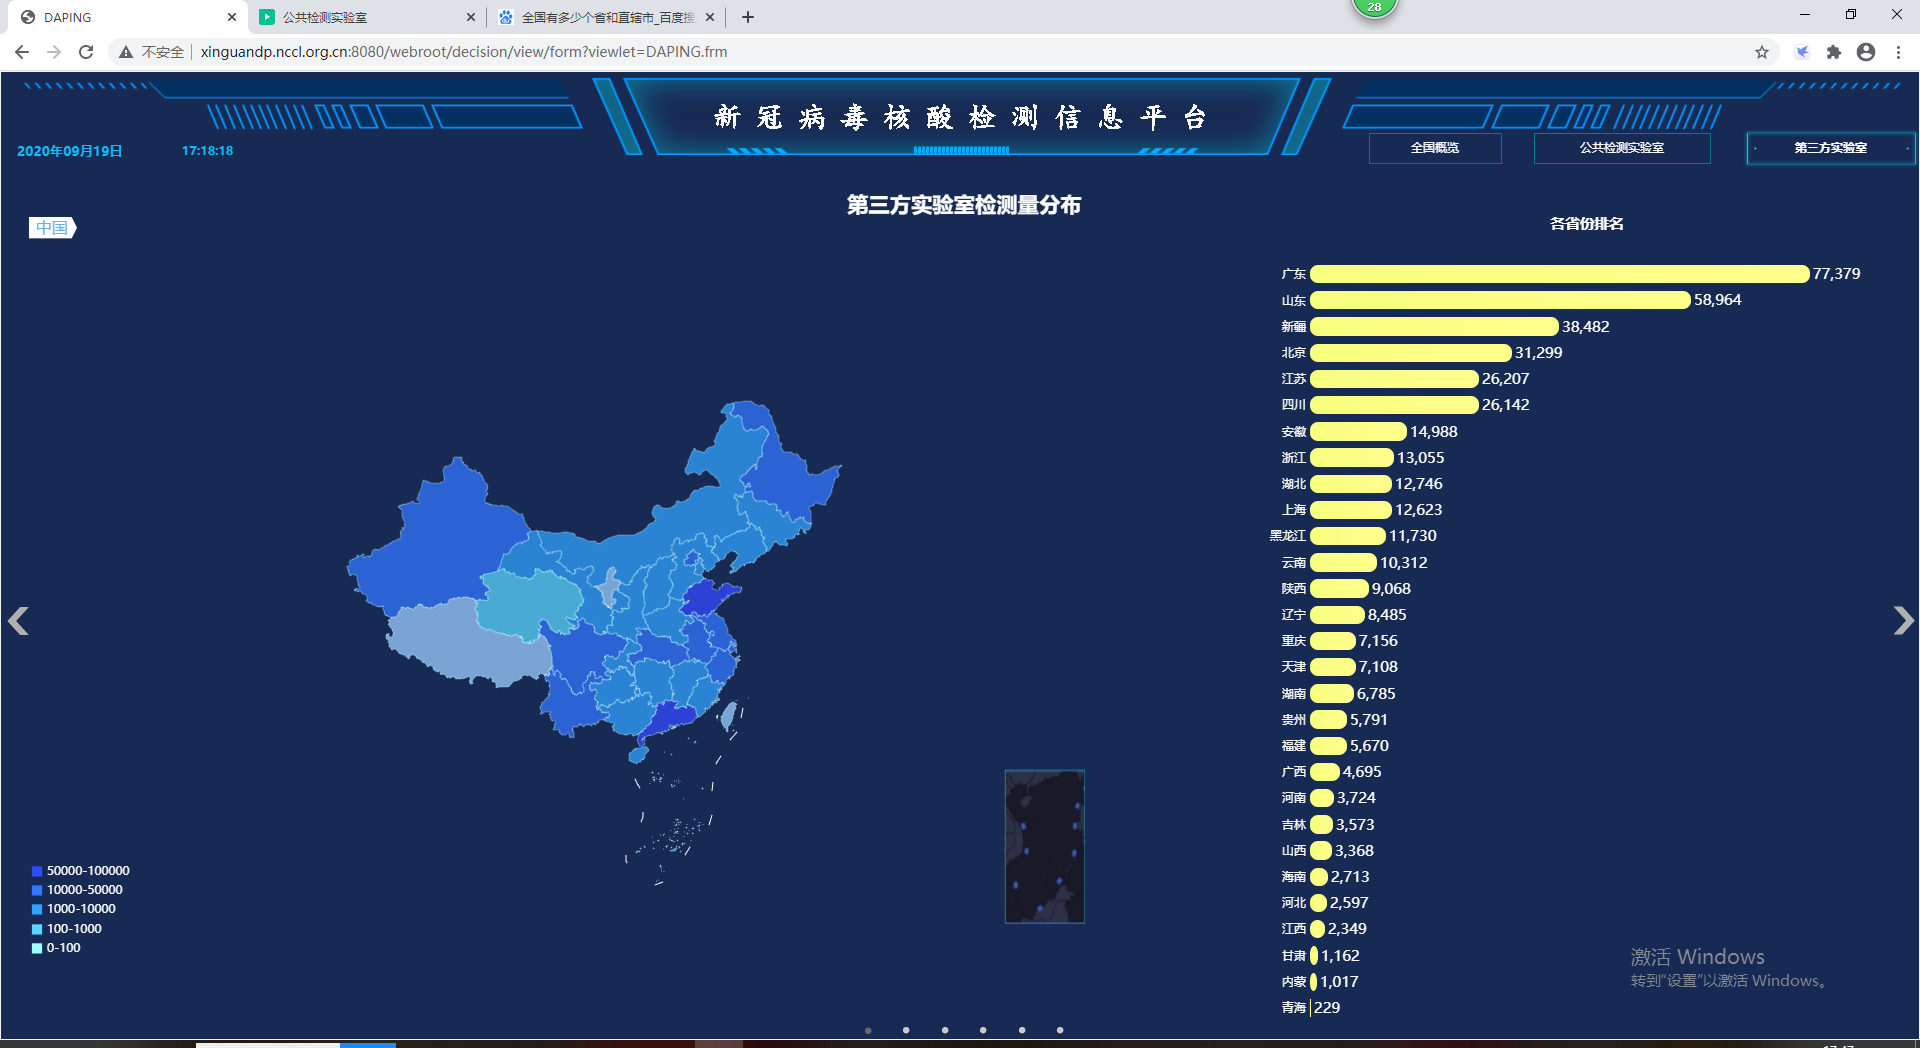 DAPING
公共检测实验室
全国有多少个省和直辖市_百度搜
28
不安全
xinguandp.nccl.org.cn:8080/webroot/decision/view/form?viewlet=DAPING.frm
新冠病毒核酸检测信息平台
2020年09月19日
17:18:18
全国概览
公共检测实验室
第三方实验室
第三方实验室检测量分布
中国
各省份排名
广东 77,379
山东 58,964
新疆 38,482
北京 31,299
江苏 26,207
四川 26,142
安徽 14,988
浙江 13,055
湖北 12,746
上海 12,623
黑龙江 11,730
云南 10,312
陕西 9,068
辽宁 8,485
重庆 7,156
天津 7,108
湖南 6,785
贵州 5,791
福建 5,670
广西 4,695
河南 3,724
吉林 3,573
山西 3,368
海南 2,713
河北 2,597
江西 2,349
甘肃 1,162
内蒙 1,017
青海 229
50000-100000
10000-50000
1000-10000
100-1000
0-100
激活 Windows
转到"设置"以激活 Windows。